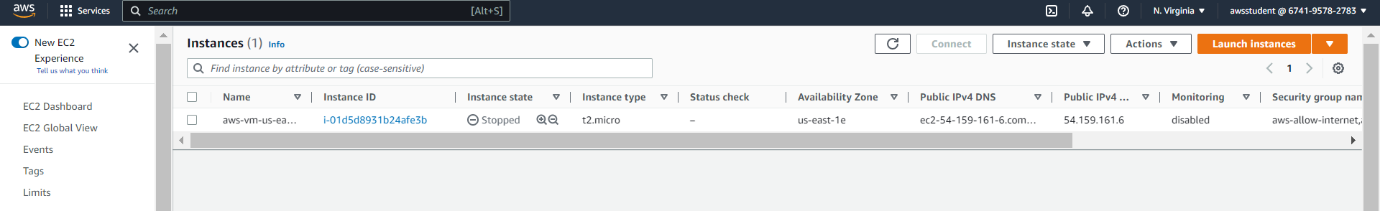 aws Services Search [Alt+S] N. Virginia awsstudent @ 6741-9578-2783
New EC2 Experience
Tell us what you think
EC2 Dashboard
EC2 Global View
Events
Tags
Limits
Instances (1) Info Connect Instance state Actions Launch instances
Find instance by attribute or tag (case-sensitive) 1
Name Instance ID Instance state Instance type Status check Availability Zone Public IPv4 DNS Public IPv4 ... Monitoring Security group nam
aws-vm-us-ea... i-01d5d8931b24afe3b Stopped t2.micro – us-east-1e ec2-54-159-161-6.com... 54.159.161.6 disabled aws-allow-internet,